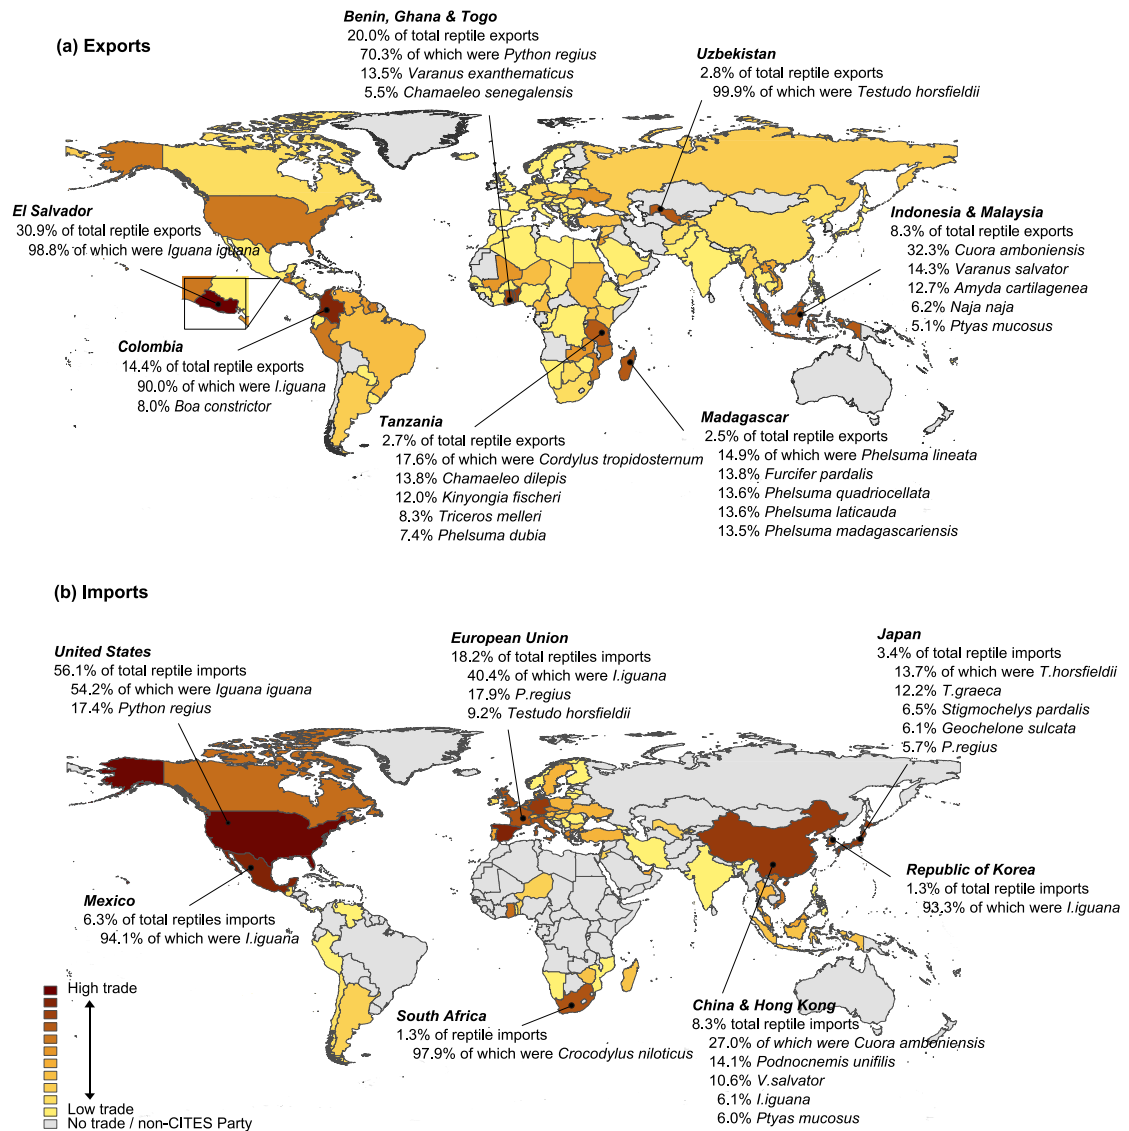 (a) Exports
Benin, Ghana & Togo
20.0% of total reptile exports
70.3% of which were Python regius
13.5% Varanus exanthematicus
5.5% Chamaeleo senegalensis
Uzbekistan
2.8% of total reptile exports
99.9% of which were Testudo horsfieldii
El Salvador
30.9% of total reptile exports
98.8% of which were Iguana iguana
Indonesia & Malaysia
8.3% of total reptile exports
32.3% Cuora amboniensis
14.3% Varanus salvator
12.7% Amyda cartilagenea
6.2% Naja naja
5.1% Ptyas mucosus
Colombia
14.4% of total reptile exports
90.0% of which were I.iguana
8.0% Boa constrictor
Tanzania
2.7% of total reptile exports
17.6% of which were Cordylus tropidosternum
13.8% Chamaeleo dilepis
12.0% Kinyongia fischeri
8.3% Triceros melleri
7.4% Phelsuma dubia
Madagascar
2.5% of total reptile exports
14.9% of which were Phelsuma lineata
13.8% Furcifer pardalis
13.6% Phelsuma quadriocellata
13.6% Phelsuma laticauda
13.5% Phelsuma madagascariensis
(b) Imports
United States
56.1% of total reptile imports
54.2% of which were Iguana iguana
17.4% Python regius
European Union
18.2% of total reptiles imports
40.4% of which were I.iguana
17.9% P.regius
9.2% Testudo horsfieldii
Japan
3.4% of total reptile imports
13.7% of which were T.horsfieldii
12.2% T.graeca
6.5% Stigmochelys pardalis
6.1% Geochelone sulcata
5.7% P.regius
Mexico
6.3% of total reptiles imports
94.1% of which were I.iguana
Republic of Korea
1.3% of total reptile imports
93.3% of which were I.iguana
South Africa
1.3% of reptile imports
97.9% of which were Crocodylus niloticus
China & Hong Kong
8.3% total reptile imports
27.0% of which were Cuora amboniensis
14.1% Podnocnemis unifilis
10.6% V.salvator
6.1% I.iguana
6.0% Ptyas mucosus
High trade
Low trade
No trade / non-CITES Party